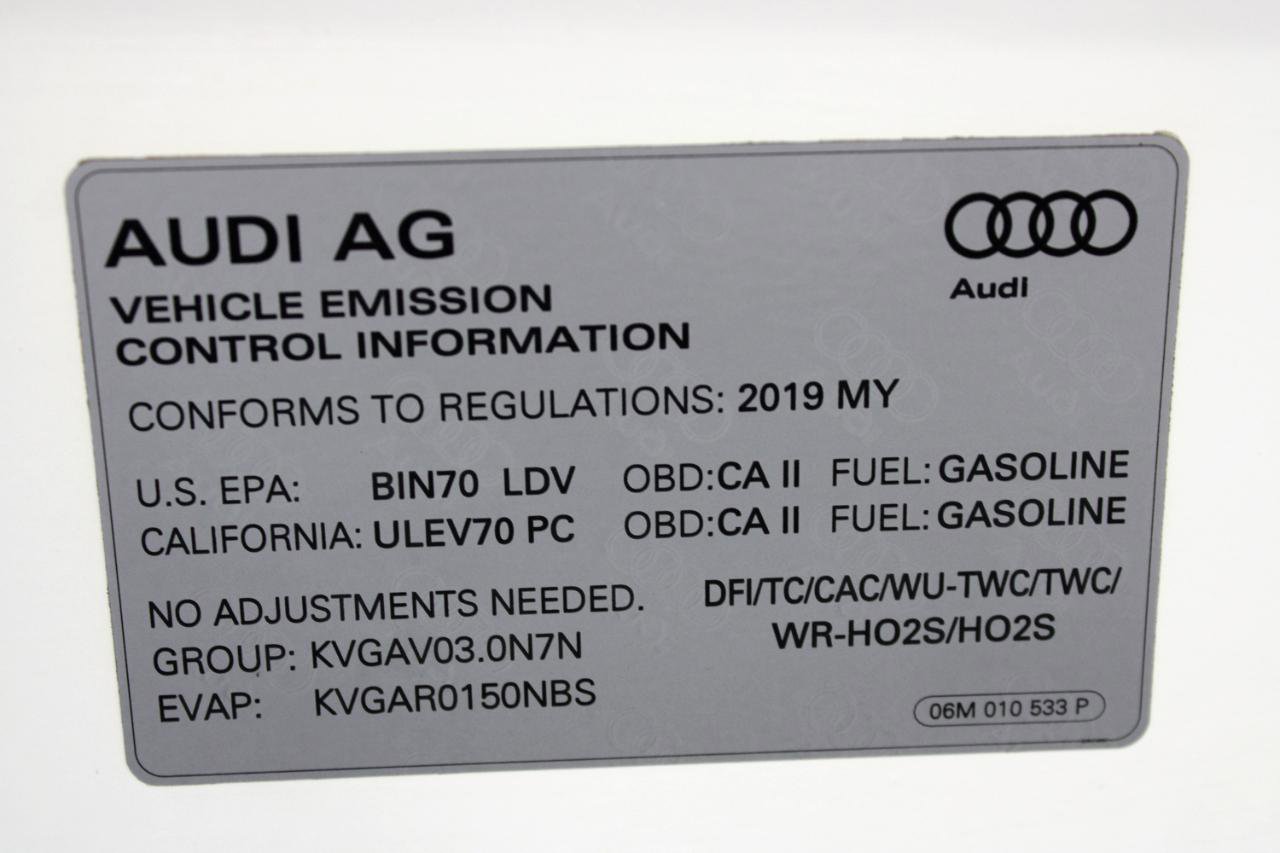 AUDI AG
Audi
VEHICLE EMISSION
CONTROL INFORMATION
CONFORMS TO REGULATIONS: 2019 MY
U.S. EPA: BIN70 LDV OBD:CA II FUEL: GASOLINE
CALIFORNIA: ULEV70 PC OBD:CA II FUEL: GASOLINE
NO ADJUSTMENTS NEEDED.
GROUP: KVGAV03.0N7N
EVAP: KVGAR0150NBS
DFI/TC/CAC/WU-TWC/TWC/
WR-HO2S/HO2S
06M 010 533 P